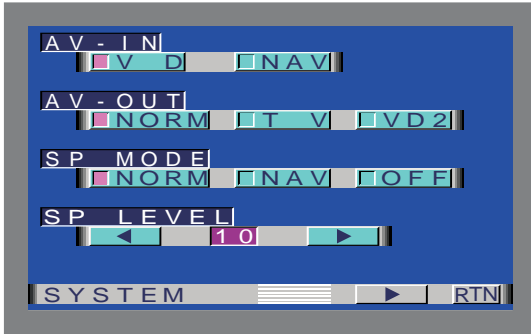 AV-IN
VD NAV
AV-OUT
NORM TV VD2
SP MODE
NORM NAV OFF
SP LEVEL
◄ 10 ►
SYSTEM ► RTN